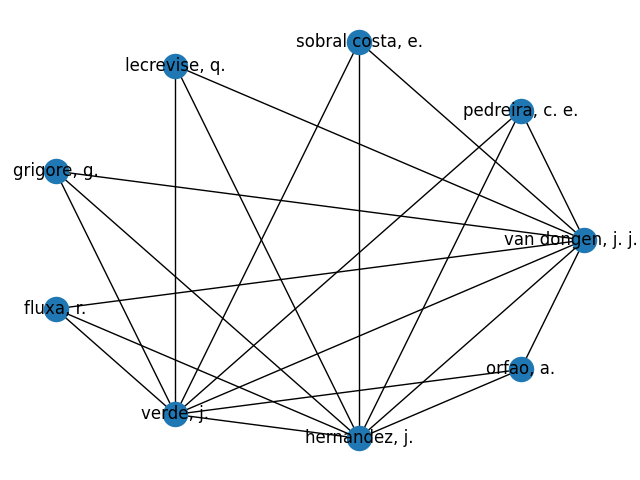 sobral costa, e.
lecrevise, q.
pedreira, c. e.
grigore, g.
van dongen, j. j.
fluxa, r.
orfao, a.
verde, j.
hernandez, j.